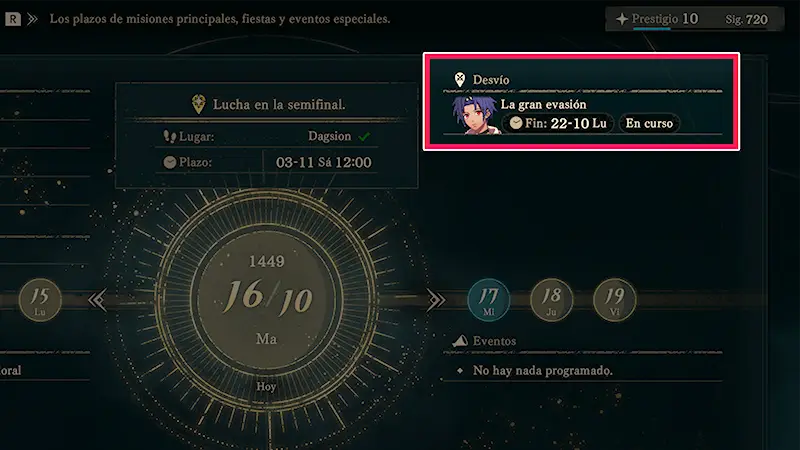 R Los plazos de misiones principales, fiestas y eventos especiales.
Prestigio 10 Sig. 720
Lucha en la semifinal.
Lugar: Dagsion
Plazo: 03-11 Sá 12:00
Desvío
La gran evasión
Fin: 22-10 Lu En curso
1449
16/10
Ma
Hoy
15
Lu
17
Mi
18
Ju
19
Vi
Eventos
No hay nada programado.
oral